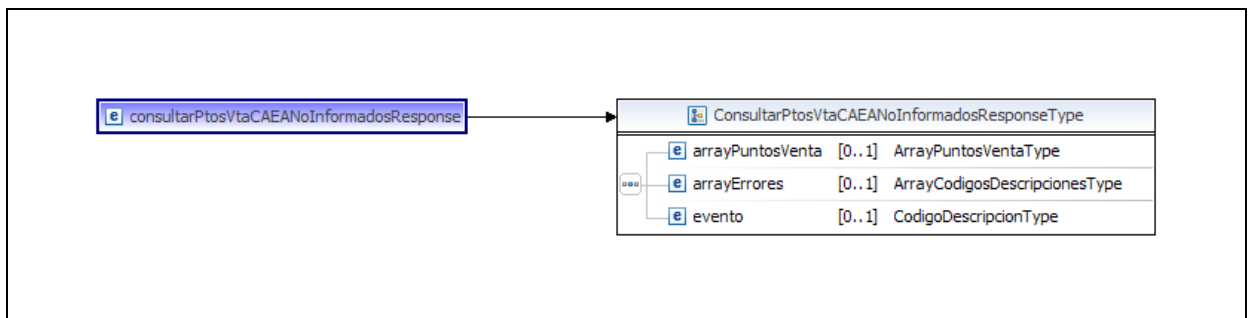 e consultarPtosVtaCAEANoInformadosResponse
ConsultarPtosVtaCAEANoInformadosResponseType
e arrayPuntosVenta [0..1] ArrayPuntosVentaType
e arrayErrores [0..1] ArrayCodigosDescripcionesType
e evento [0..1] CodigoDescripcionType